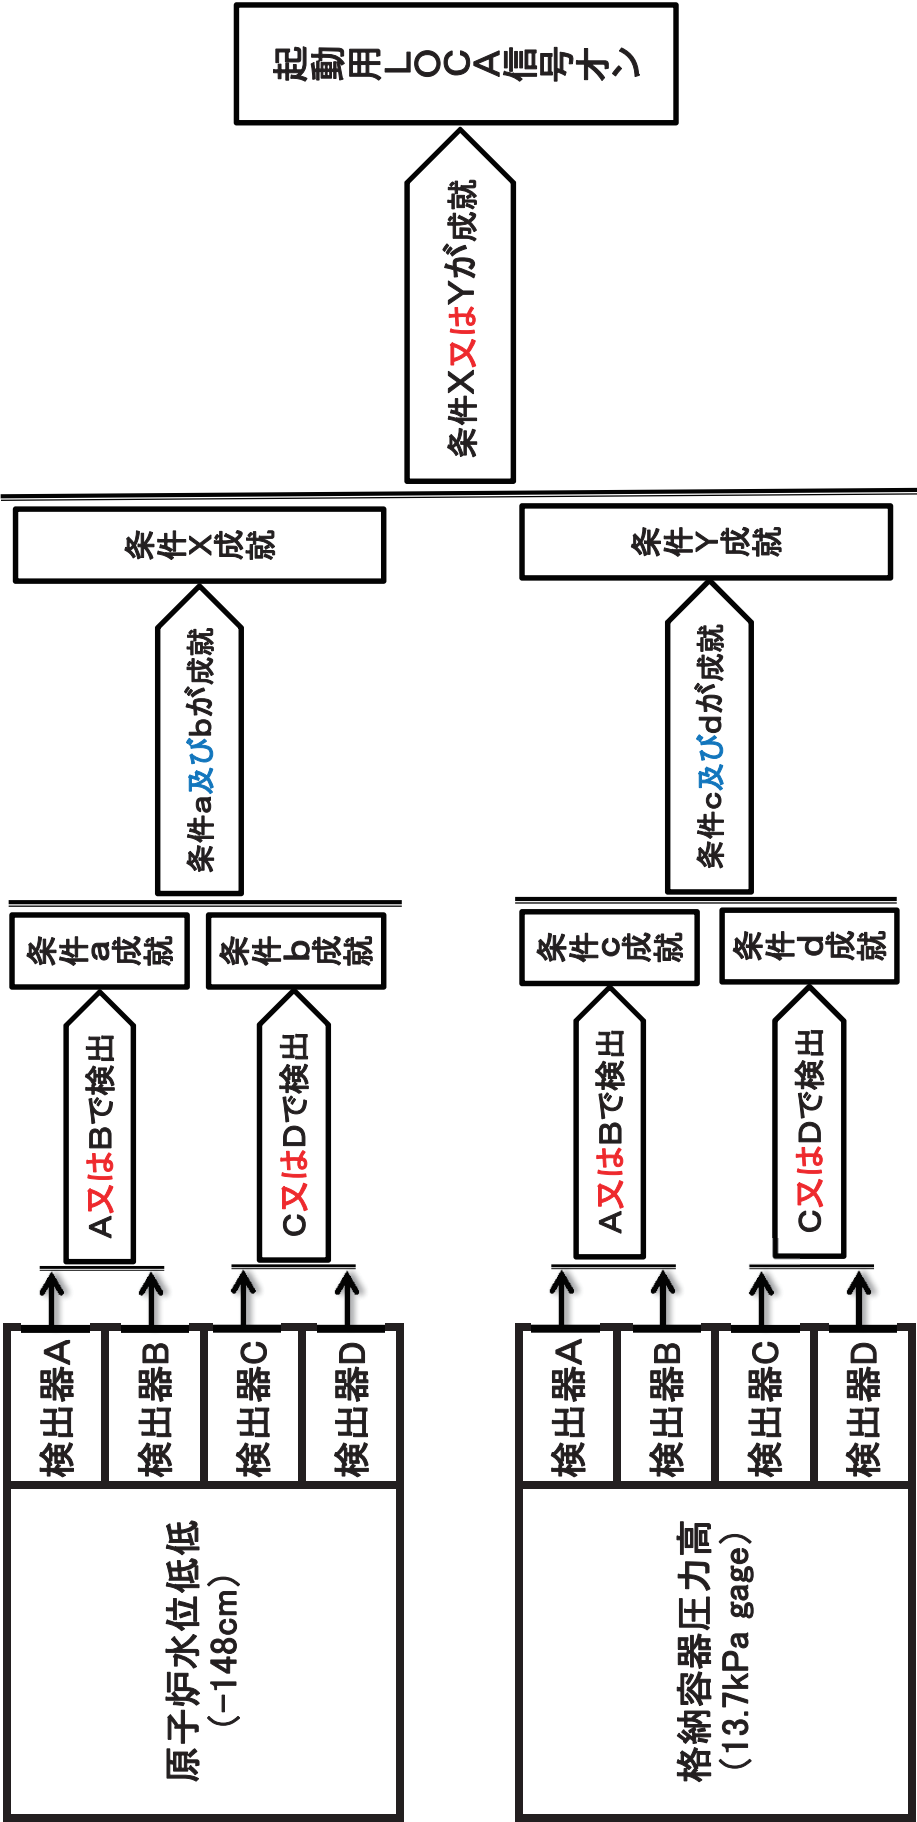 原子炉水位低低
（-148cm）
検出器A
検出器B
検出器C
検出器D
A又はBで検出
C又はDで検出
条件a成就
条件b成就
条件a及びbが成就
条件X成就
格納容器圧力高
（13.7kPa gage）
検出器A
検出器B
検出器C
検出器D
A又はBで検出
C又はDで検出
条件c成就
条件d成就
条件c及びdが成就
条件Y成就
条件X又はYが成就
起動用LOCA信号オン